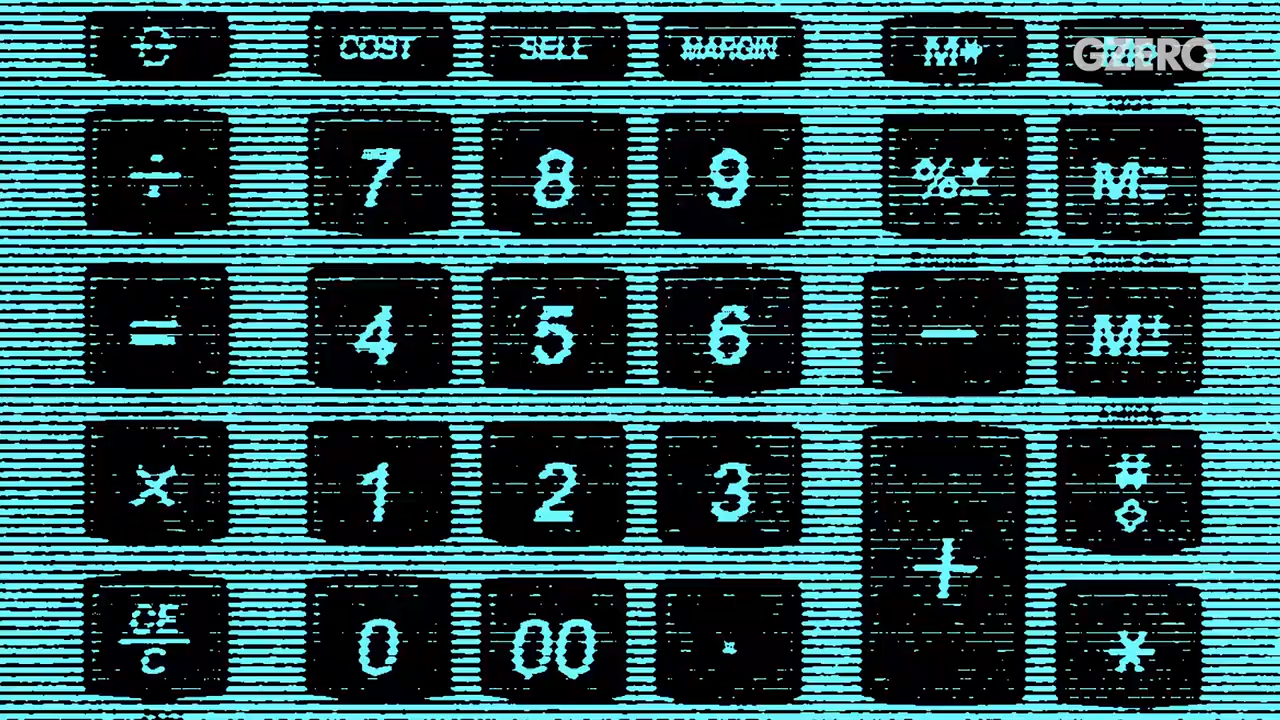 € COST SELL MARGIN M* GZERO
÷ 7 8 9 %± M=
= 4 5 6 − M±
× 1 2 3 #
+ ◇
CE
C 0 00 . *